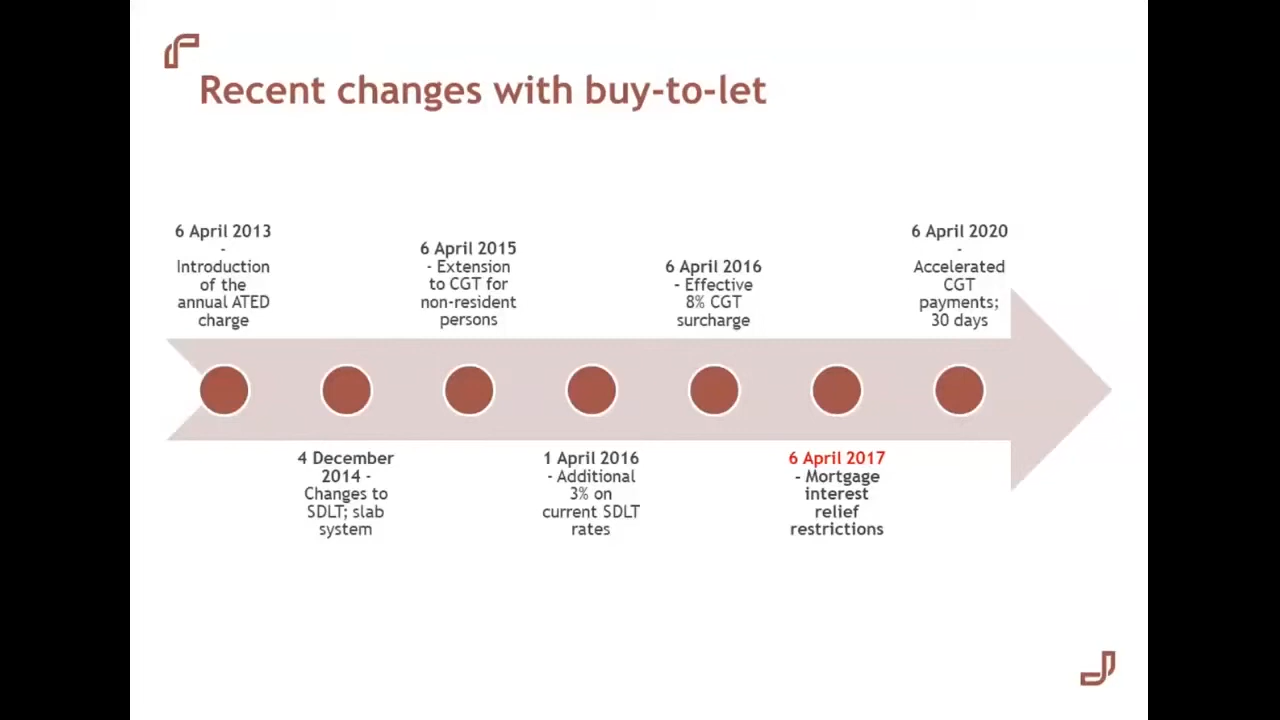 Recent changes with buy-to-let
6 April 2013
-
Introduction
of the
annual ATED
charge
4 December
2014 -
Changes to
SDLT; slab
system
6 April 2015
- Extension
to CGT for
non-resident
persons
1 April 2016
- Additional
3% on
current SDLT
rates
6 April 2016
- Effective
8% CGT
surcharge
6 April 2017
- Mortgage
interest
relief
restrictions
6 April 2020
-
Accelerated
CGT
payments;
30 days